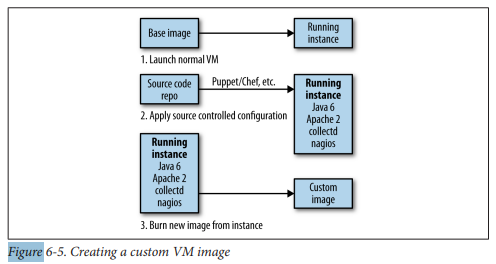 Base image
Running
instance
1. Launch normal VM
Source code
repo
Puppet/Chef, etc.
Running
instance
Java 6
Apache 2
collectd
nagios
2. Apply source controlled configuration
Running
instance
Java 6
Apache 2
collectd
nagios
Custom
image
3. Burn new image from instance
Figure 6-5. Creating a custom VM image